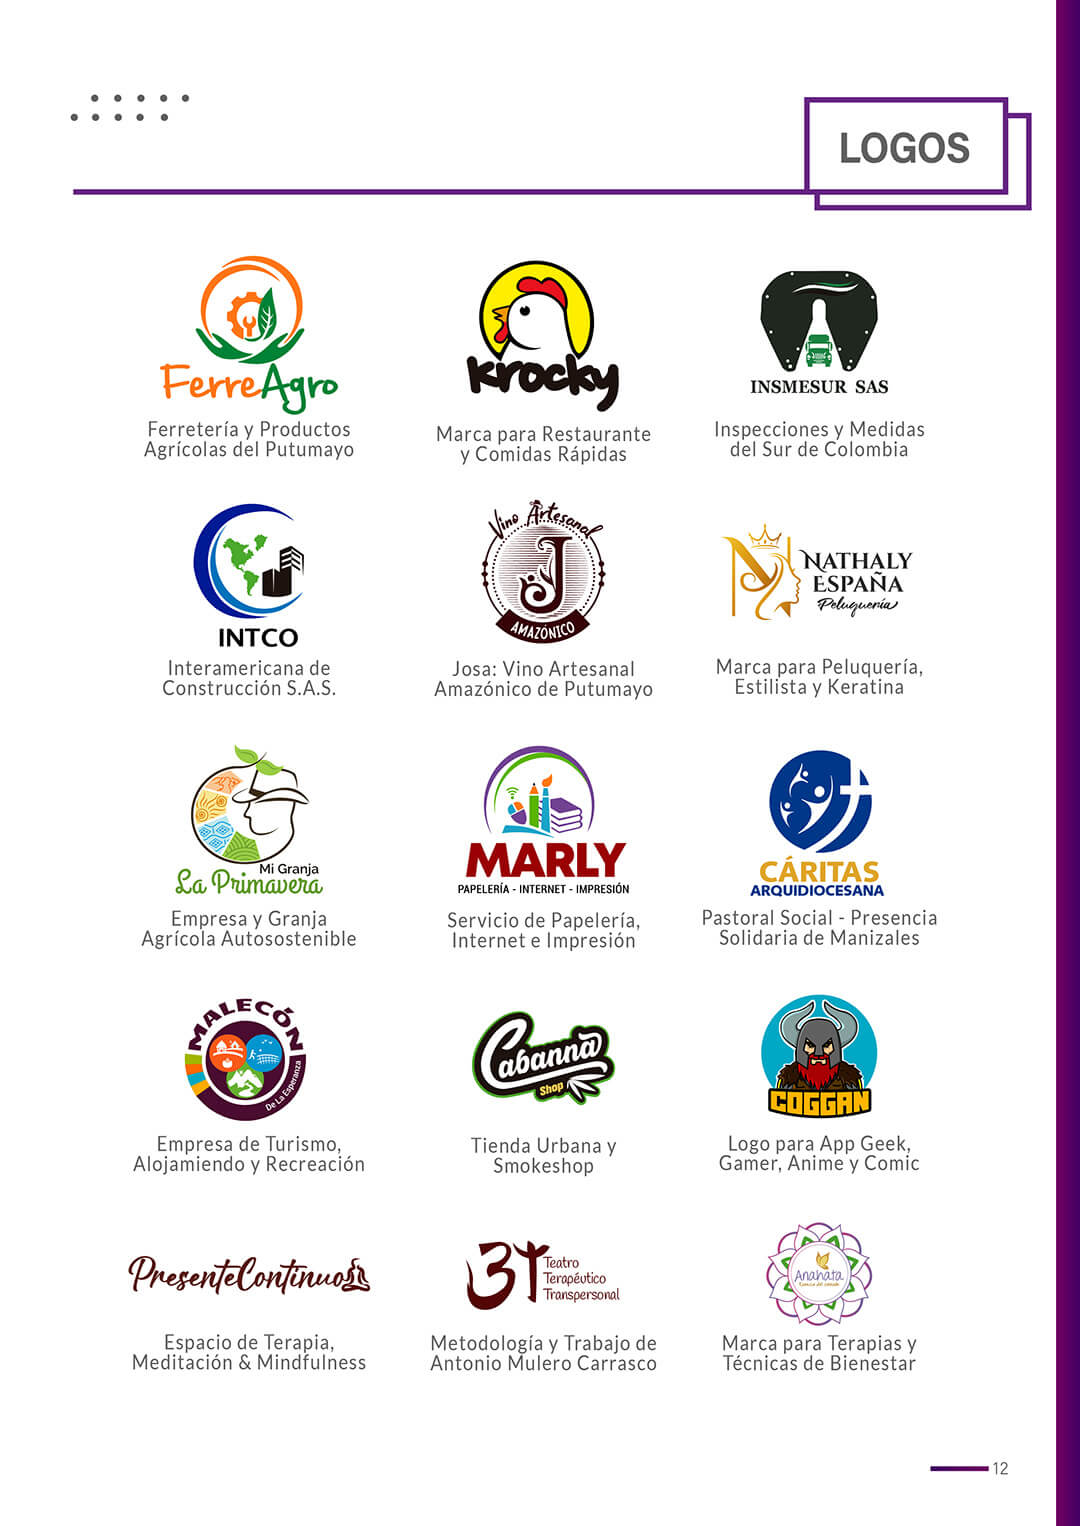 LOGOS
FerreAgro
Ferretería y Productos
Agrícolas del Putumayo
Krocky
Marca para Restaurante
y Comidas Rápidas
INSMESUR SAS
Inspecciones y Medidas
del Sur de Colombia
INTCO
Interamericana de
Construcción S.A.S.
Vino Artesanal
J
AMAZÓNICO
Josa: Vino Artesanal
Amazónico de Putumayo
N
NATHALY
ESPAÑA
Peluquería
Marca para Peluquería,
Estilista y Keratina
Mi Granja
La Primavera
Empresa y Granja
Agrícola Autosostenible
MARLY
PAPELERÍA - INTERNET - IMPRESIÓN
Servicio de Papelería,
Internet e Impresión
CÁRITAS
ARQUIDIOCESANA
Pastoral Social - Presencia
Solidaria de Manizales
MALECÓN
De La Esperanza
Empresa de Turismo,
Alojamiendo y Recreación
Cabanna
Shop
Tienda Urbana y
Smokeshop
COGGAN
Logo para App Geek,
Gamer, Anime y Comic
PresenteContinuo
Espacio de Terapia,
Meditación & Mindfulness
3T
Teatro
Terapéutico
Transpersonal
Metodología y Trabajo de
Antonio Mulero Carrasco
Anahata
Marca para Terapias y
Técnicas de Bienestar
12